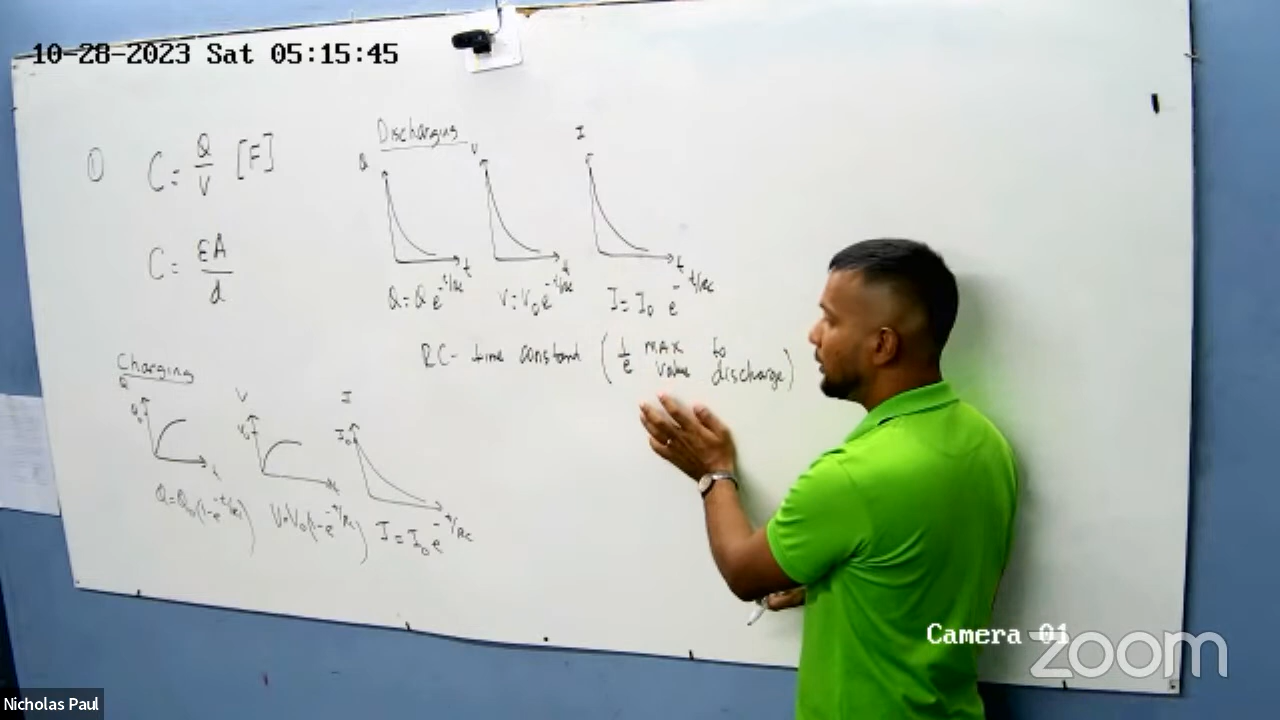 10-28-2023 Sat 05:15:45
① C = Q/V [F]
C = εA/d
Discharging
Q
V
I
t
t
t
Q = Q e^-t/RC
V = V₀ e^-t/RC
I = I₀ e^-t/RC
RC - time constant (1/e MAX value to discharge)
Charging
Q
V
I
Q₀
V₀
I₀
t
t
t
Q = Q₀(1-e^-t/RC)
V = V₀(1-e^-t/RC)
I = I₀ e^-t/RC
Camera 01
zoom
Nicholas Paul